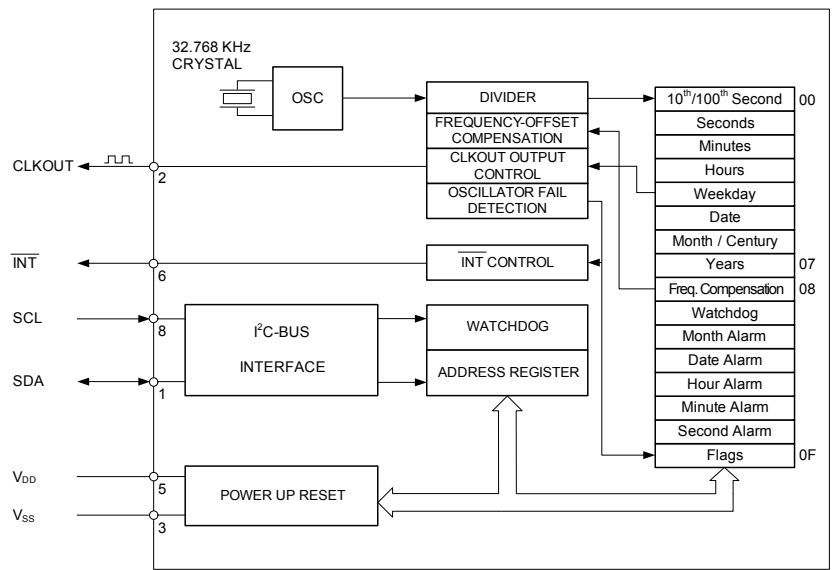 32.768 KHz
CRYSTAL
OSC
DIVIDER
FREQUENCY-OFFSET
COMPENSATION
CLKOUT OUTPUT
CONTROL
OSCILLATOR FAIL
DETECTION
10th/100th Second 00
Seconds
Minutes
Hours
Weekday
Date
Month / Century
Years 07
Freq. Compensation 08
Watchdog
Month Alarm
Date Alarm
Hour Alarm
Minute Alarm
Second Alarm
Flags 0F
CLKOUT
2
INT
6
INT CONTROL
SCL
8
SDA
1
I2C-BUS
INTERFACE
WATCHDOG
ADDRESS REGISTER
VDD
5
VSS
3
POWER UP RESET